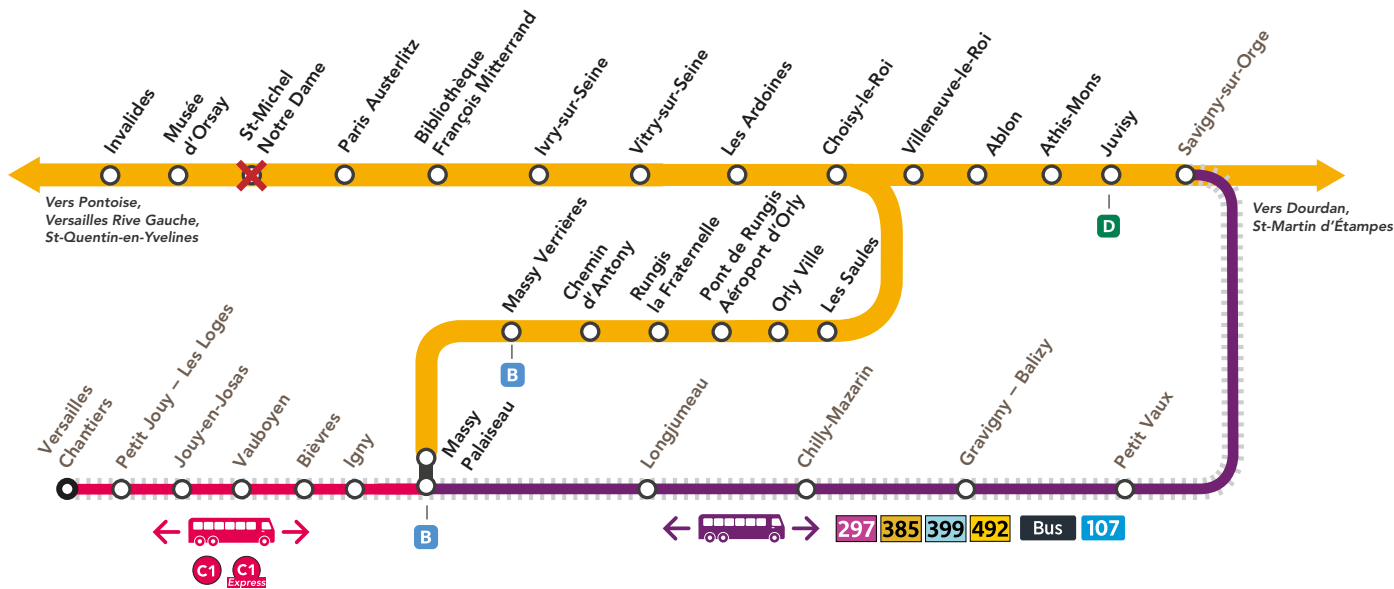 Invalides
Musée
d'Orsay
St-Michel
Notre Dame
Paris Austerlitz
Bibliothèque
François Mitterrand
Ivry-sur-Seine
Vitry-sur-Seine
Les Ardoines
Choisy-le-Roi
Villeneuve-le-Roi
Ablon
Athis-Mons
Juvisy
Savigny-sur-Orge
Vers Pontoise,
Versailles Rive Gauche,
St-Quentin-en-Yvelines
D
Vers Dourdan,
St-Martin d'Étampes
Massy Verrières
Chemin
d'Antony
Rungis
la Fraternelle
Pont de Rungis
Aéroport d'Orly
Orly Ville
Les Saules
B
Versailles
Chantiers
Petit Jouy – Les Loges
Jouy-en-Josas
Vauboyen
Bièvres
Igny
Massy
Palaiseau
Longjumeau
Chilly-Mazarin
Gravigny – Balizy
Petit Vaux
B
297 385 399 492 Bus 107
C1 C1
Express